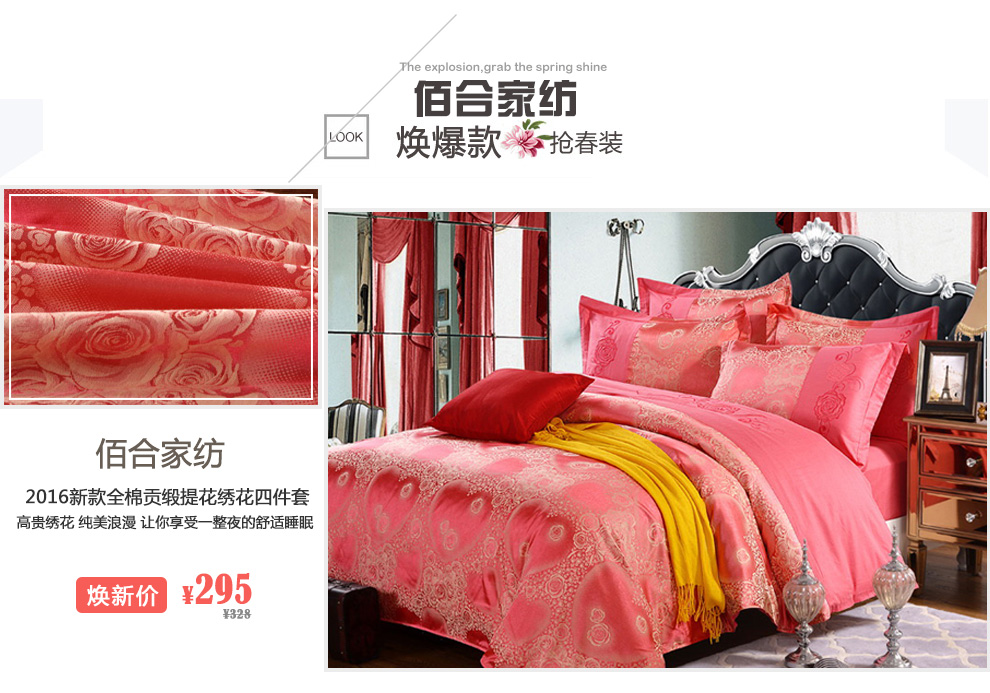 The explosion,grab the spring shine
佰合家纺
LOOK
焕爆款 抢春装
佰合家纺
2016新款全棉贡缎提花绣花四件套
高贵绣花 纯美浪漫 让你享受一整夜的舒适睡眠
焕新价 ¥295
¥328